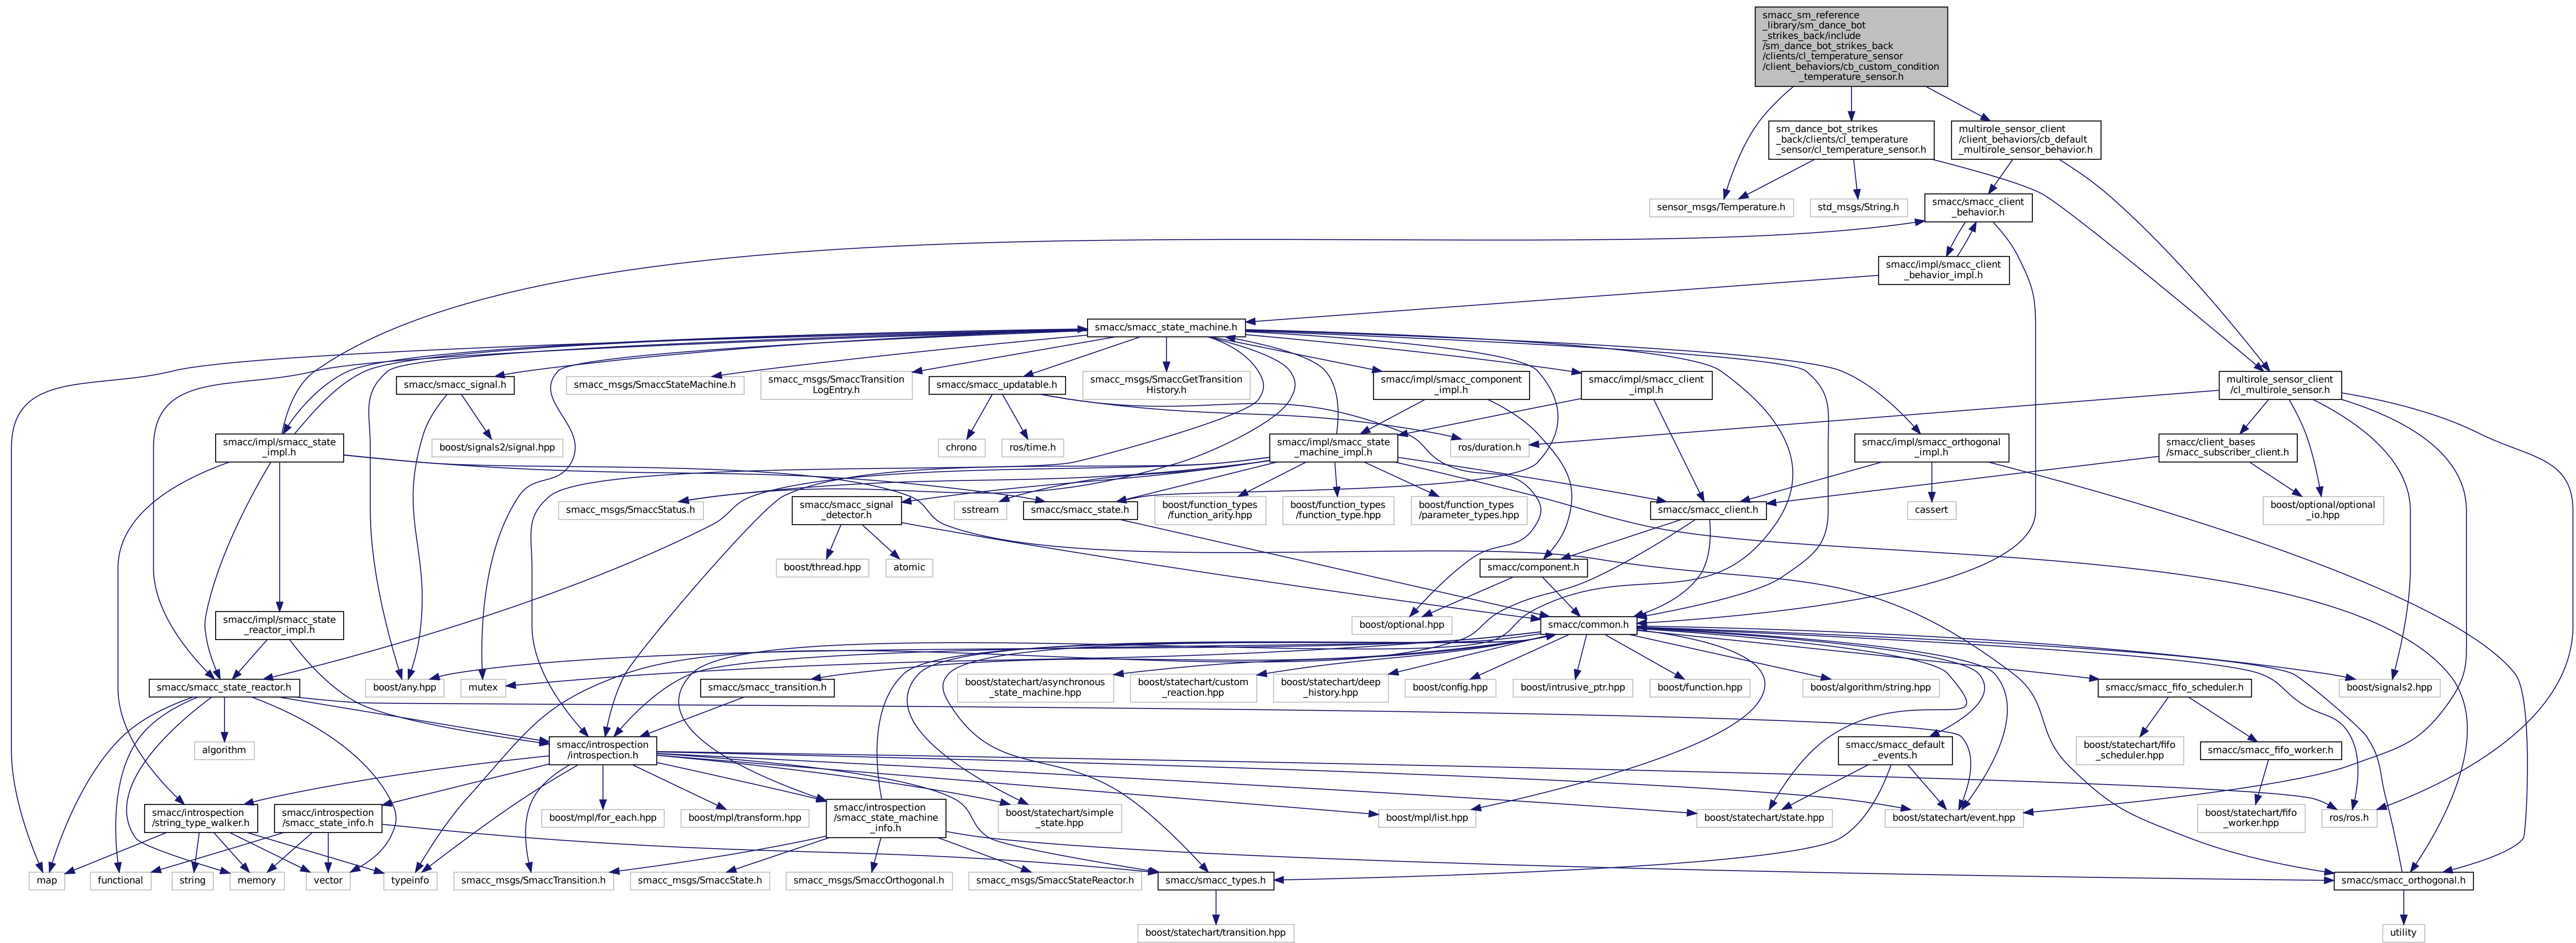 smacc_sm_reference
_library/sm_dance_bot
_strikes_back/include
/sm_dance_bot_strikes_back
/clients/cl_temperature_sensor
/client_behaviors/cb_custom_condition
_temperature_sensor.h
sm_dance_bot_strikes
_back/clients/cl_temperature
_sensor/cl_temperature_sensor.h
multirole_sensor_client
/client_behaviors/cb_default
_multirole_sensor_behavior.h
sensor_msgs/Temperature.h
std_msgs/String.h
smacc/smacc_client
_behavior.h
smacc/impl/smacc_client
_behavior_impl.h
smacc/smacc_state_machine.h
smacc/smacc_signal.h
smacc_msgs/SmaccStateMachine.h
smacc_msgs/SmaccTransition
LogEntry.h
smacc/smacc_updatable.h
smacc_msgs/SmaccGetTransition
History.h
smacc/impl/smacc_component
_impl.h
smacc/impl/smacc_client
_impl.h
multirole_sensor_client
/cl_multirole_sensor.h
smacc/impl/smacc_state
_impl.h
boost/signals2/signal.hpp
chrono
ros/time.h
smacc/impl/smacc_state
_machine_impl.h
ros/duration.h
smacc/impl/smacc_orthogonal
_impl.h
smacc/client_bases
/smacc_subscriber_client.h
smacc_msgs/SmaccStatus.h
smacc/smacc_signal
_detector.h
sstream
smacc/smacc_state.h
boost/function_types
/function_arity.hpp
boost/function_types
/function_type.hpp
boost/function_types
/parameter_types.hpp
smacc/smacc_client.h
cassert
boost/optional/optional
_io.hpp
boost/thread.hpp
atomic
smacc/component.h
smacc/impl/smacc_state
_reactor_impl.h
boost/optional.hpp
smacc/common.h
smacc/smacc_state_reactor.h
boost/any.hpp
mutex
smacc/smacc_transition.h
boost/statechart/asynchronous
_state_machine.hpp
boost/statechart/custom
_reaction.hpp
boost/statechart/deep
_history.hpp
boost/config.hpp
boost/intrusive_ptr.hpp
boost/function.hpp
boost/algorithm/string.hpp
smacc/smacc_fifo_scheduler.h
boost/signals2.hpp
algorithm
smacc/introspection
/introspection.h
smacc/smacc_default
_events.h
boost/statechart/fifo
_scheduler.hpp
smacc/smacc_fifo_worker.h
smacc/introspection
/string_type_walker.h
smacc/introspection
/smacc_state_info.h
boost/mpl/for_each.hpp
boost/mpl/transform.hpp
smacc/introspection
/smacc_state_machine
_info.h
boost/statechart/simple
_state.hpp
boost/mpl/list.hpp
boost/statechart/state.hpp
boost/statechart/event.hpp
boost/statechart/fifo
_worker.hpp
ros/ros.h
map
functional
string
memory
vector
typeinfo
smacc_msgs/SmaccTransition.h
smacc_msgs/SmaccState.h
smacc_msgs/SmaccOrthogonal.h
smacc_msgs/SmaccStateReactor.h
smacc/smacc_types.h
smacc/smacc_orthogonal.h
boost/statechart/transition.hpp
utility